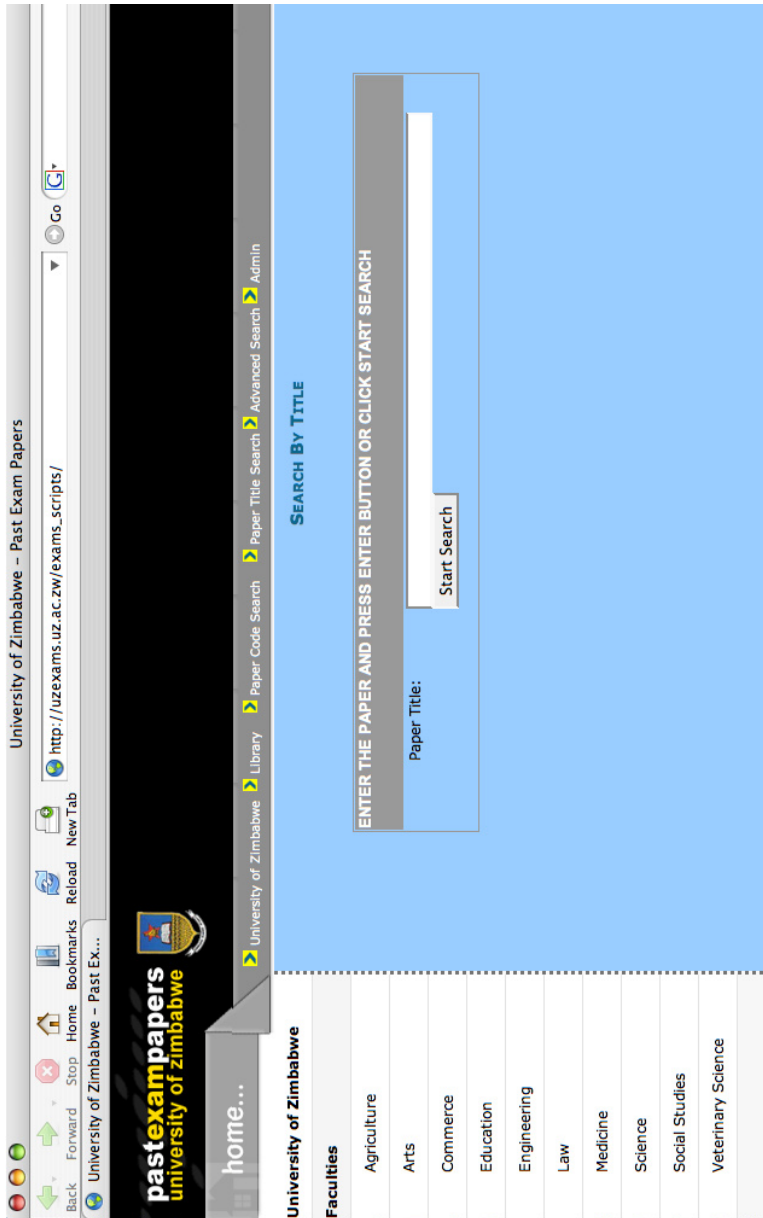 University of Zimbabwe – Past Exam Papers
Back Forward Stop Home Bookmarks Reload New Tab
http://uzexams.uz.ac.zw/exams_scripts/
Go
G
University of Zimbabwe – Past Ex...
pastexampapers
university of zimbabwe
home...
University of Zimbabwe Library Paper Code Search Paper Title Search Advanced Search Admin
University of Zimbabwe
Faculties
Agriculture
Arts
Commerce
Education
Engineering
Law
Medicine
Science
Social Studies
Veterinary Science
SEARCH BY TITLE
ENTER THE PAPER AND PRESS ENTER BUTTON OR CLICK START SEARCH
Paper Title:
Start Search